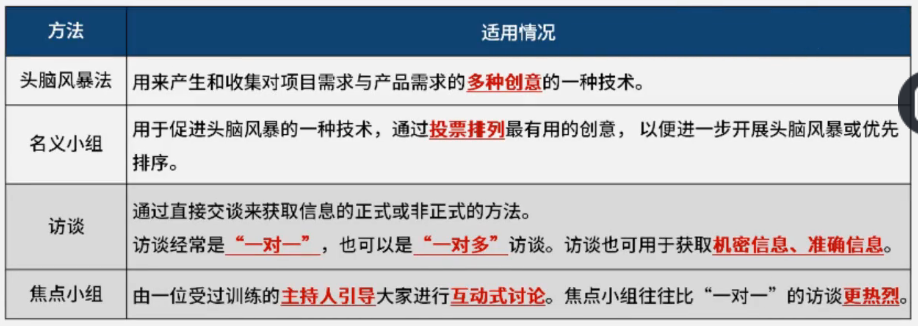 方法
适用情况
头脑风暴法
用来产生和收集对项目需求与产品需求的多种创意的一种技术。
名义小组
用于促进头脑风暴的一种技术，通过投票排列最有用的创意， 以便进一步开展头脑风暴或优先
排序。
访谈
通过直接交谈来获取信息的正式或非正式的方法。
访谈经常是“一对一”，也可以是“一对多”访谈。访谈也可用于获取机密信息、准确信息。
焦点小组
由一位受过训练的主持人引导大家进行互动式讨论。焦点小组往往比“一对一”的访谈更热烈。